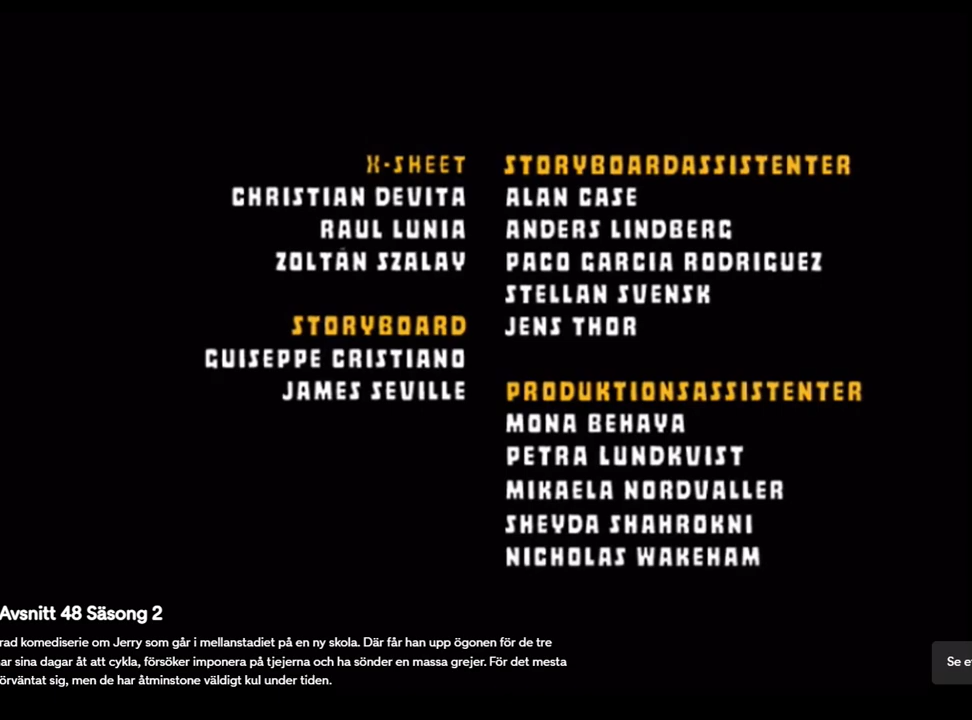 X-SHEET
CHRISTIAN DEVITA
RAUL LUNIA
ZOLTÁN SZALAY
STORYBOARD
GUISEPPE CRISTIANO
JAMES SEVILLE
STORYBOARDASSISTENTER
ALAN CASE
ANDERS LINDBERG
PACO GARCIA RODRIGUEZ
STELLAN SVENSK
JENS THOR
PRODUKTIONSASSISTENTER
MONA BEHAYA
PETRA LUNDKVIST
MIKAELA NORDVALLER
SHEYDA SHAHROKNI
NICHOLAS WAKEHAM
Avsnitt 48 Säsong 2
rad komediserie om Jerry som går i mellanstadiet på en ny skola. Där får han upp ögonen för de tre
ar sina dagar åt att cykla, försöker imponera på tjejerna och ha sönder en massa grejer. För det mesta
örväntat sig, men de har åtminstone väldigt kul under tiden.
Se e